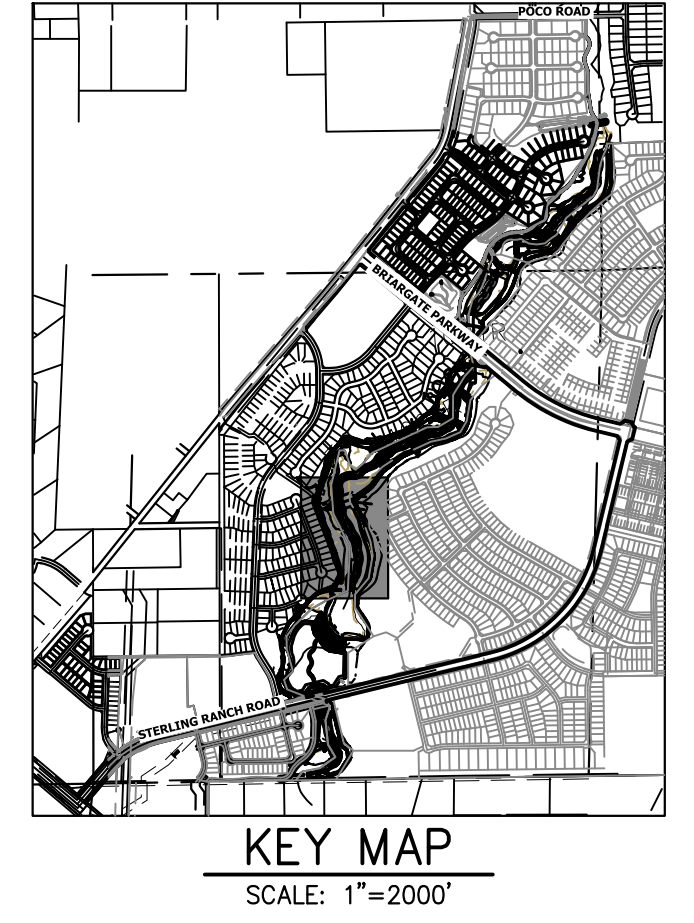 POCO ROAD
BRIARGATE PARKWAY
STERLING RANCH ROAD
KEY MAP
SCALE: 1"=2000'